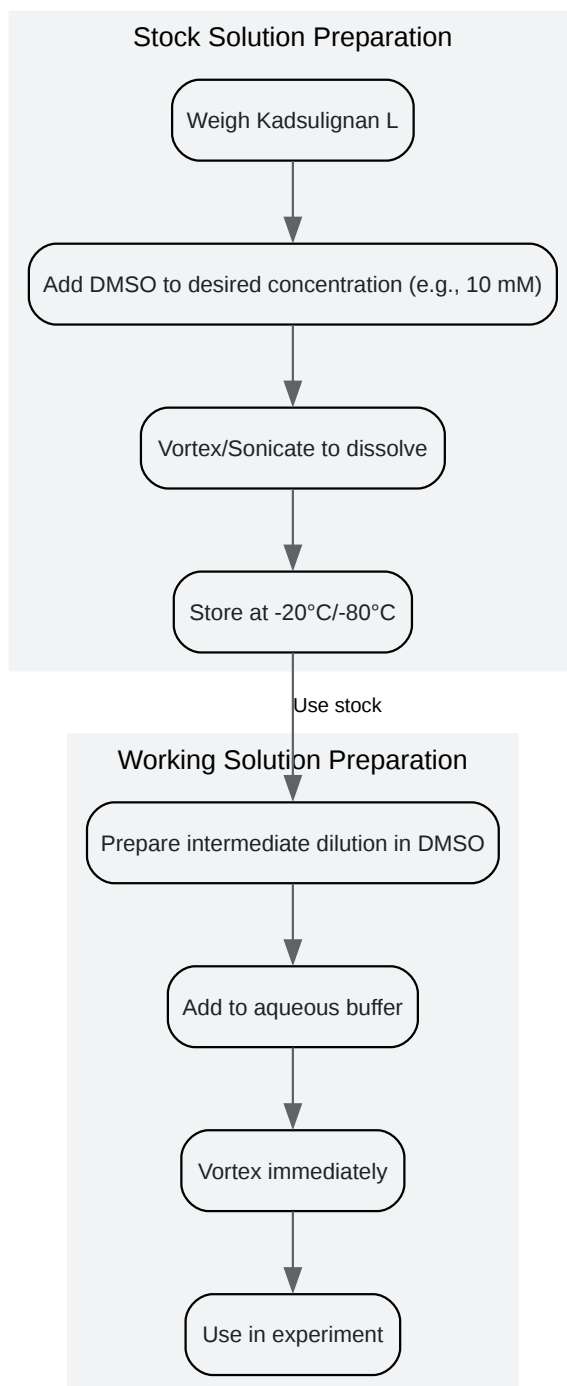 Stock Solution Preparation
Weigh Kadsulignan L
Add DMSO to desired concentration (e.g., 10 mM)
Vortex/Sonicate to dissolve
Store at -20°C/-80°C
Use stock
Working Solution Preparation
Prepare intermediate dilution in DMSO
Add to aqueous buffer
Vortex immediately
Use in experiment